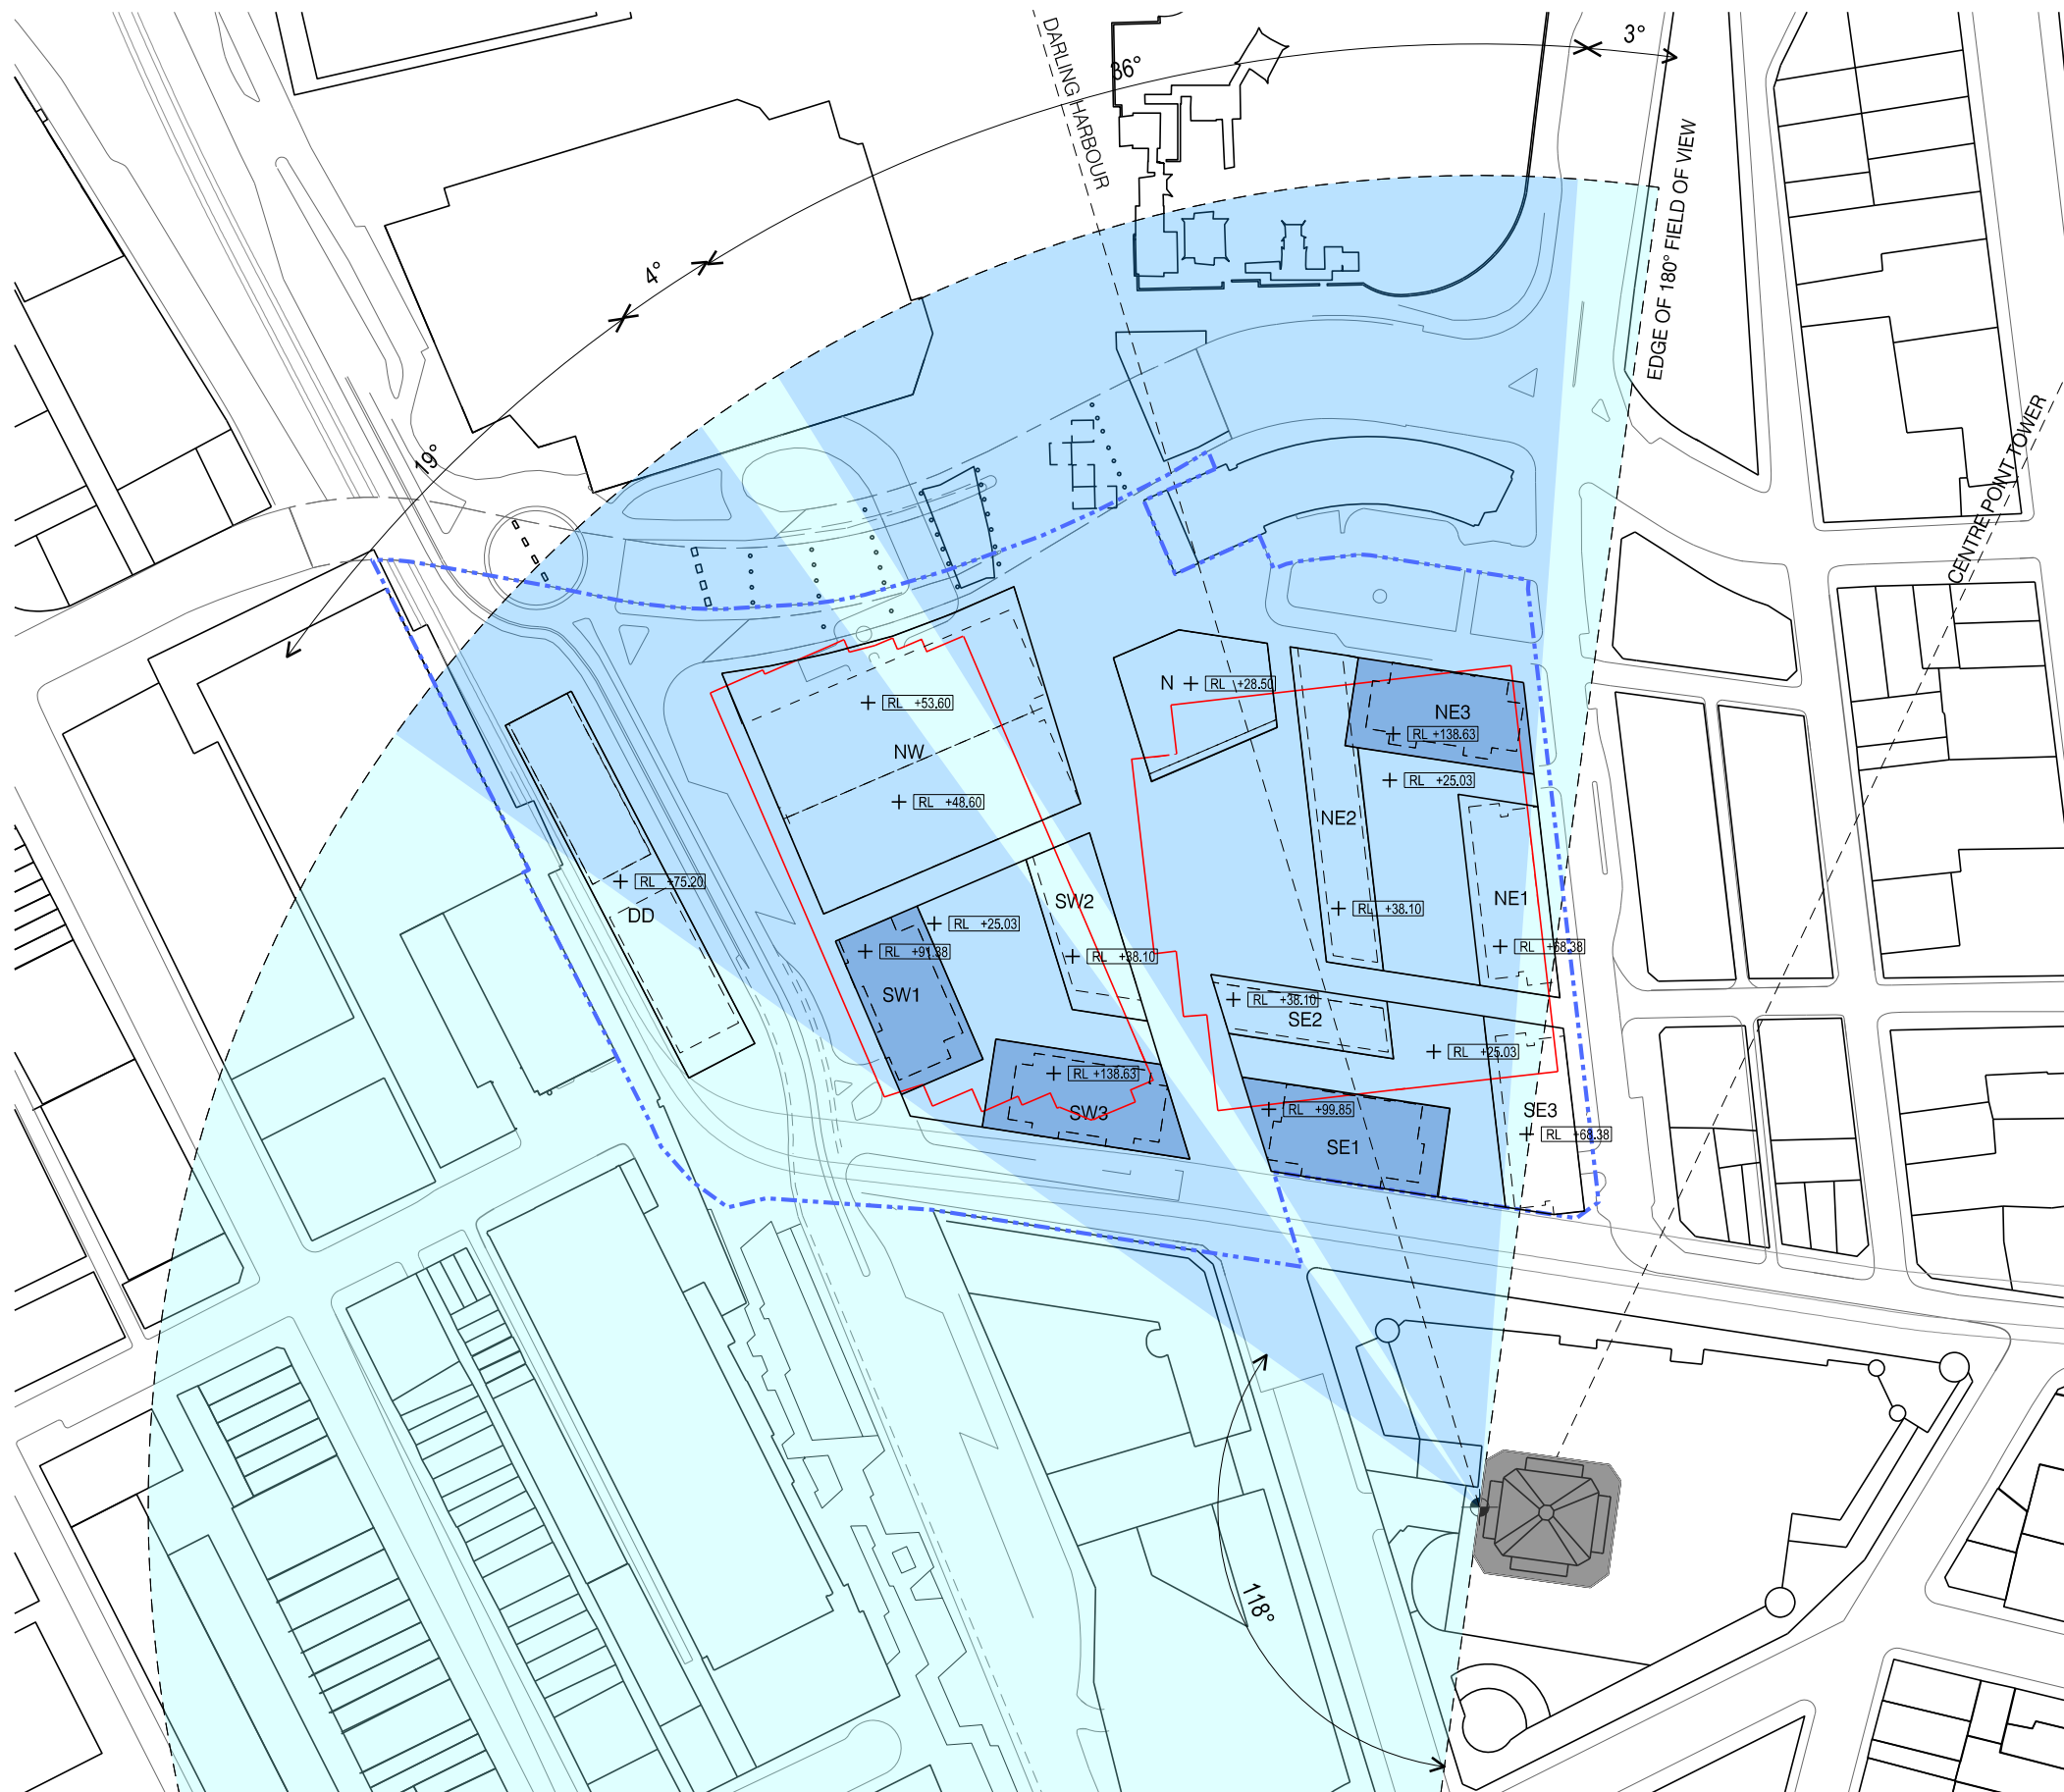 3°
36°
DARLING HARBOUR
EDGE OF 180° FIELD OF VIEW
4°
19°
CENTRE POINT TOWER
N
RL +28.50
RL +53.60
NE3
RL +138.63
NW
RL +25.03
RL +48.60
NE2
RL +75.20
DD
SW2
NE1
RL +38.10
RL +25.03
RL +91.38
RL +38.10
RL +68.38
SW1
RL +38.10
SE2
RL +25.03
RL +138.63
SW3
RL +99.85
SE3
SE1
RL +68.38
118°